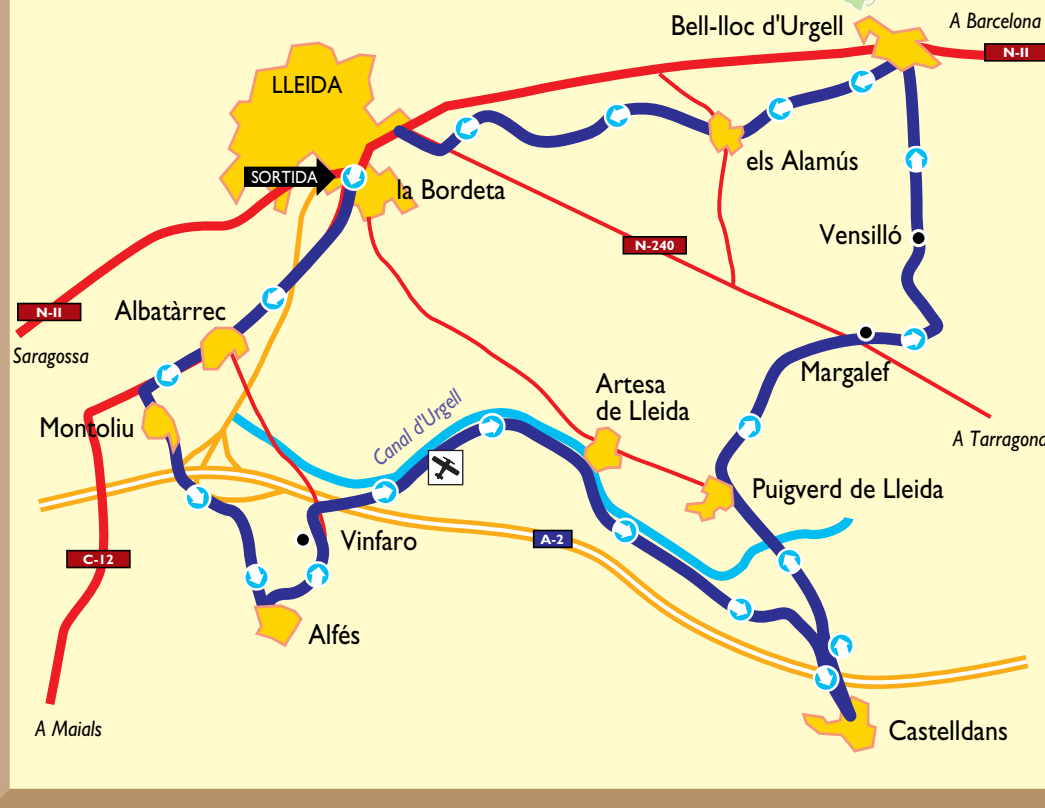 Bell-lloc d'Urgell
A Barcelona
N-II
LLEIDA
els Alamús
SORTIDA
la Bordeta
Vensilló
N-240
N-II
Albatàrrec
Saragossa
Margalef
Artesa
de Lleida
Montoliu
Canal d'Urgell
A Tarragona
Puigverd de Lleida
Vinfaro
A-2
C-12
Alfés
A Maials
Castelldans